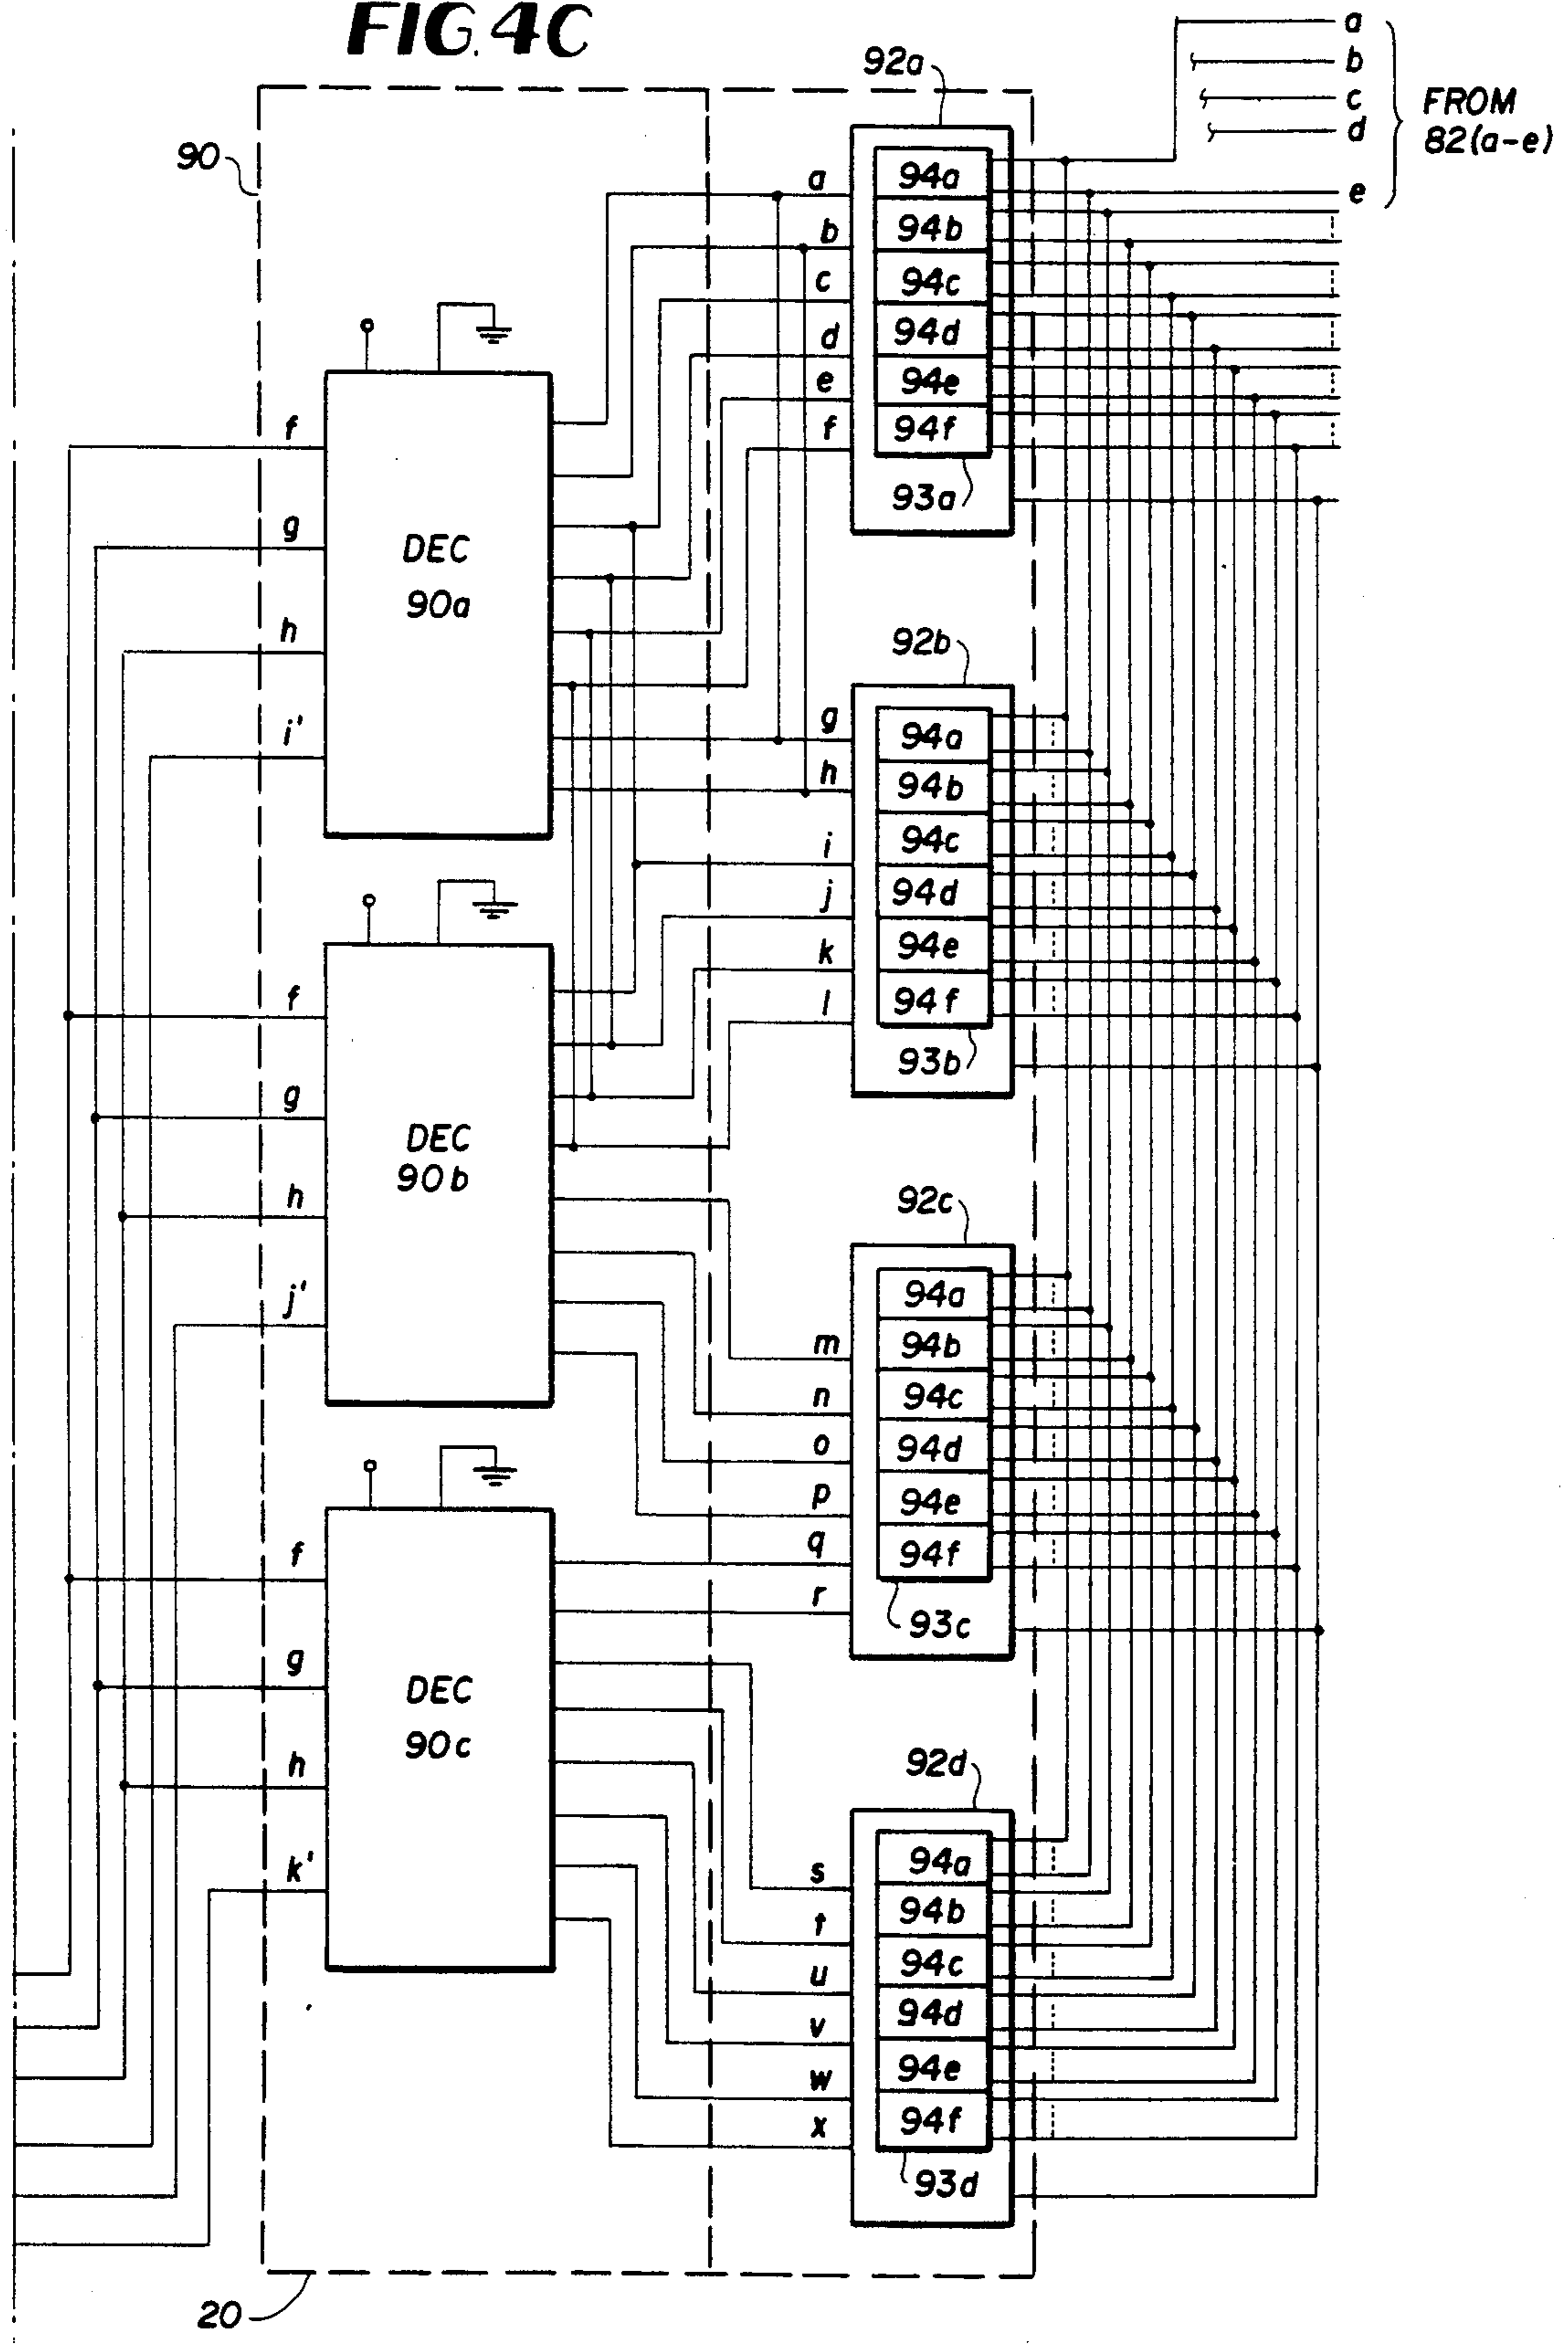 FIG. 4C
92a
a
b
c
d
e
FROM
82(a-e)
90
a
b
c
d
e
f
94a
94b
94c
94d
94e
94f
93a
f
g
h
i'
DEC
90a
92b
g
h
i
j
k
l
94a
94b
94c
94d
94e
94f
93b
f
g
h
j'
DEC
90b
92c
m
n
o
p
q
r
94a
94b
94c
94d
94e
94f
93c
f
g
h
k'
DEC
90c
92d
s
t
u
v
w
x
94a
94b
94c
94d
94e
94f
93d
20